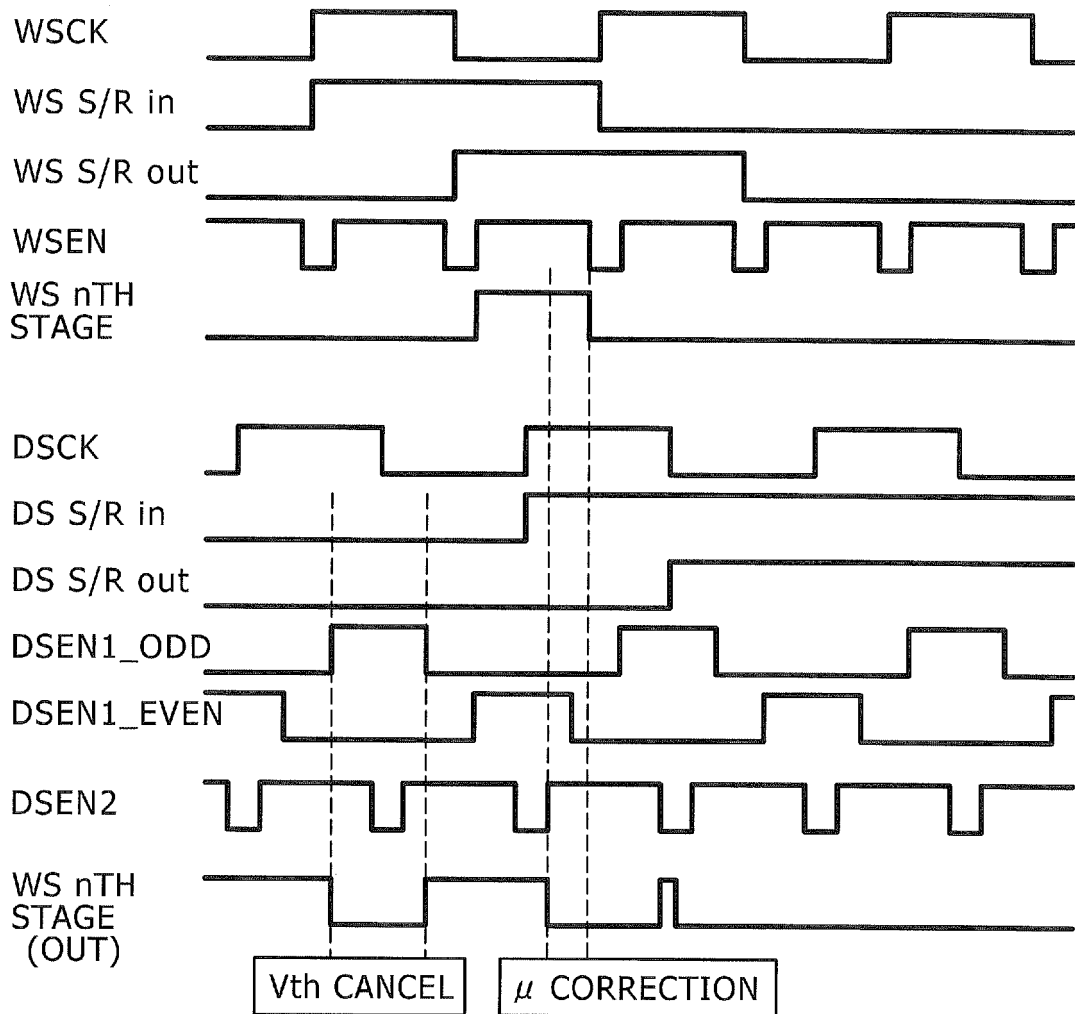 WSCK
WS S/R in
WS S/R out
WSEN
WS nTH
STAGE
DSCK
DS S/R in
DS S/R out
DSEN1_ODD
DSEN1_EVEN
DSEN2
WS nTH
STAGE
(OUT)
Vth CANCEL
μ CORRECTION